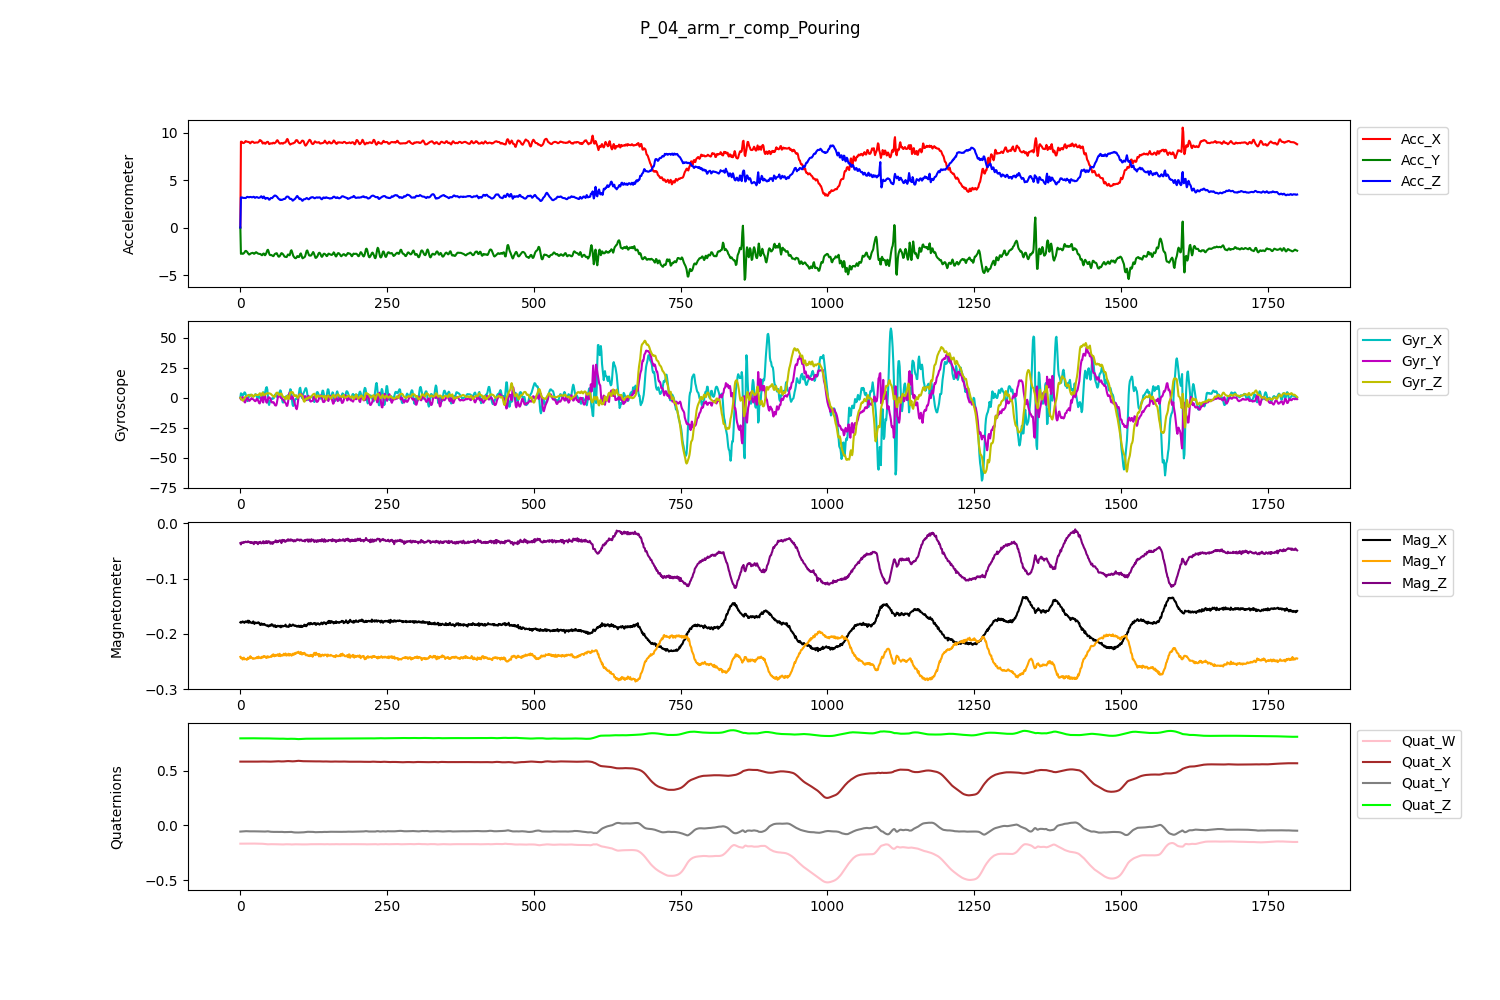 P_04_arm_r_comp_Pouring
Accelerometer
10
5
0
−5
0 250 500 750 1000 1250 1500 1750
Acc_X
Acc_Y
Acc_Z
Gyroscope
50
25
0
−25
−50
−75
0 250 500 750 1000 1250 1500 1750
Gyr_X
Gyr_Y
Gyr_Z
Magnetometer
0.0
−0.1
−0.2
−0.3
0 250 500 750 1000 1250 1500 1750
Mag_X
Mag_Y
Mag_Z
Quaternions
0.5
0.0
−0.5
0 250 500 750 1000 1250 1500 1750
Quat_W
Quat_X
Quat_Y
Quat_Z